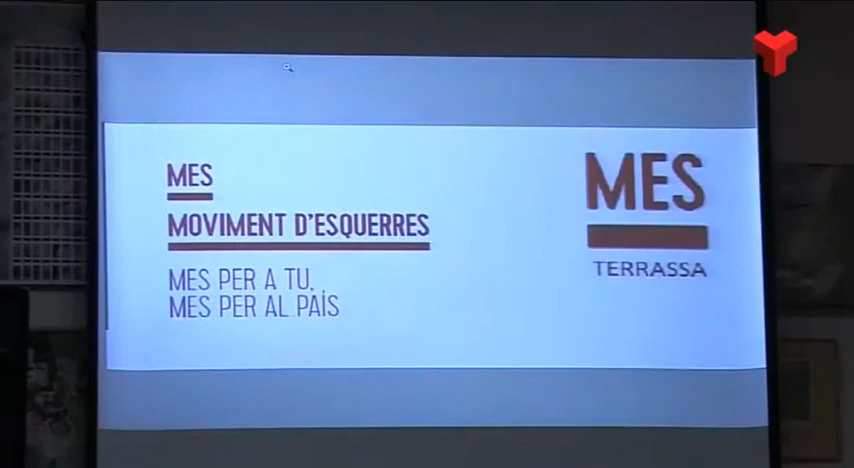 MES
MOVIMENT D'ESQUERRES
MES PER A TU,
MES PER AL PAÍS
MES
TERRASSA